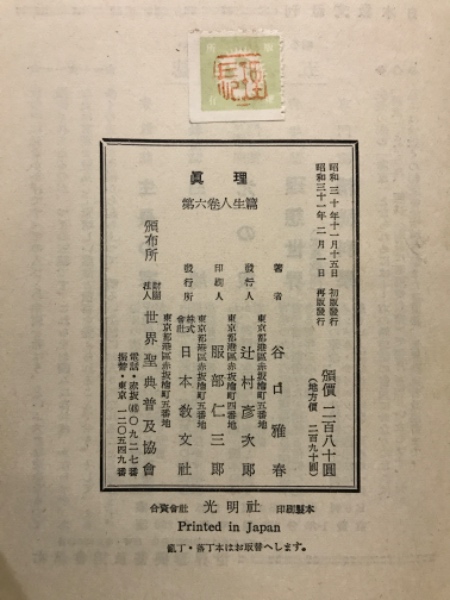 昭和三十年十一月十五日 初版發行
昭和三十一年二月一日 再版發行
頒價 二百八十圓
(地方價 二百九十圓)
眞理
第六卷人生篇
著者 谷口雅春
東京都港區赤坂檜町五番地
發行人 辻村彦次郎
東京都港區赤坂檜町四番地
印刷人 服部仁三郎
東京都港區赤坂檜町五番地
發行所 株式會社 日本教文社
東京都港區赤坂檜町五番地
頒布所 財團法人 世界聖典普及協會
電話・赤坂(48)〇九二七番
振替・東京 一二〇五四九番
合資會社 光明社 印刷製本
Printed in Japan
亂丁・落丁本はお取替へします。